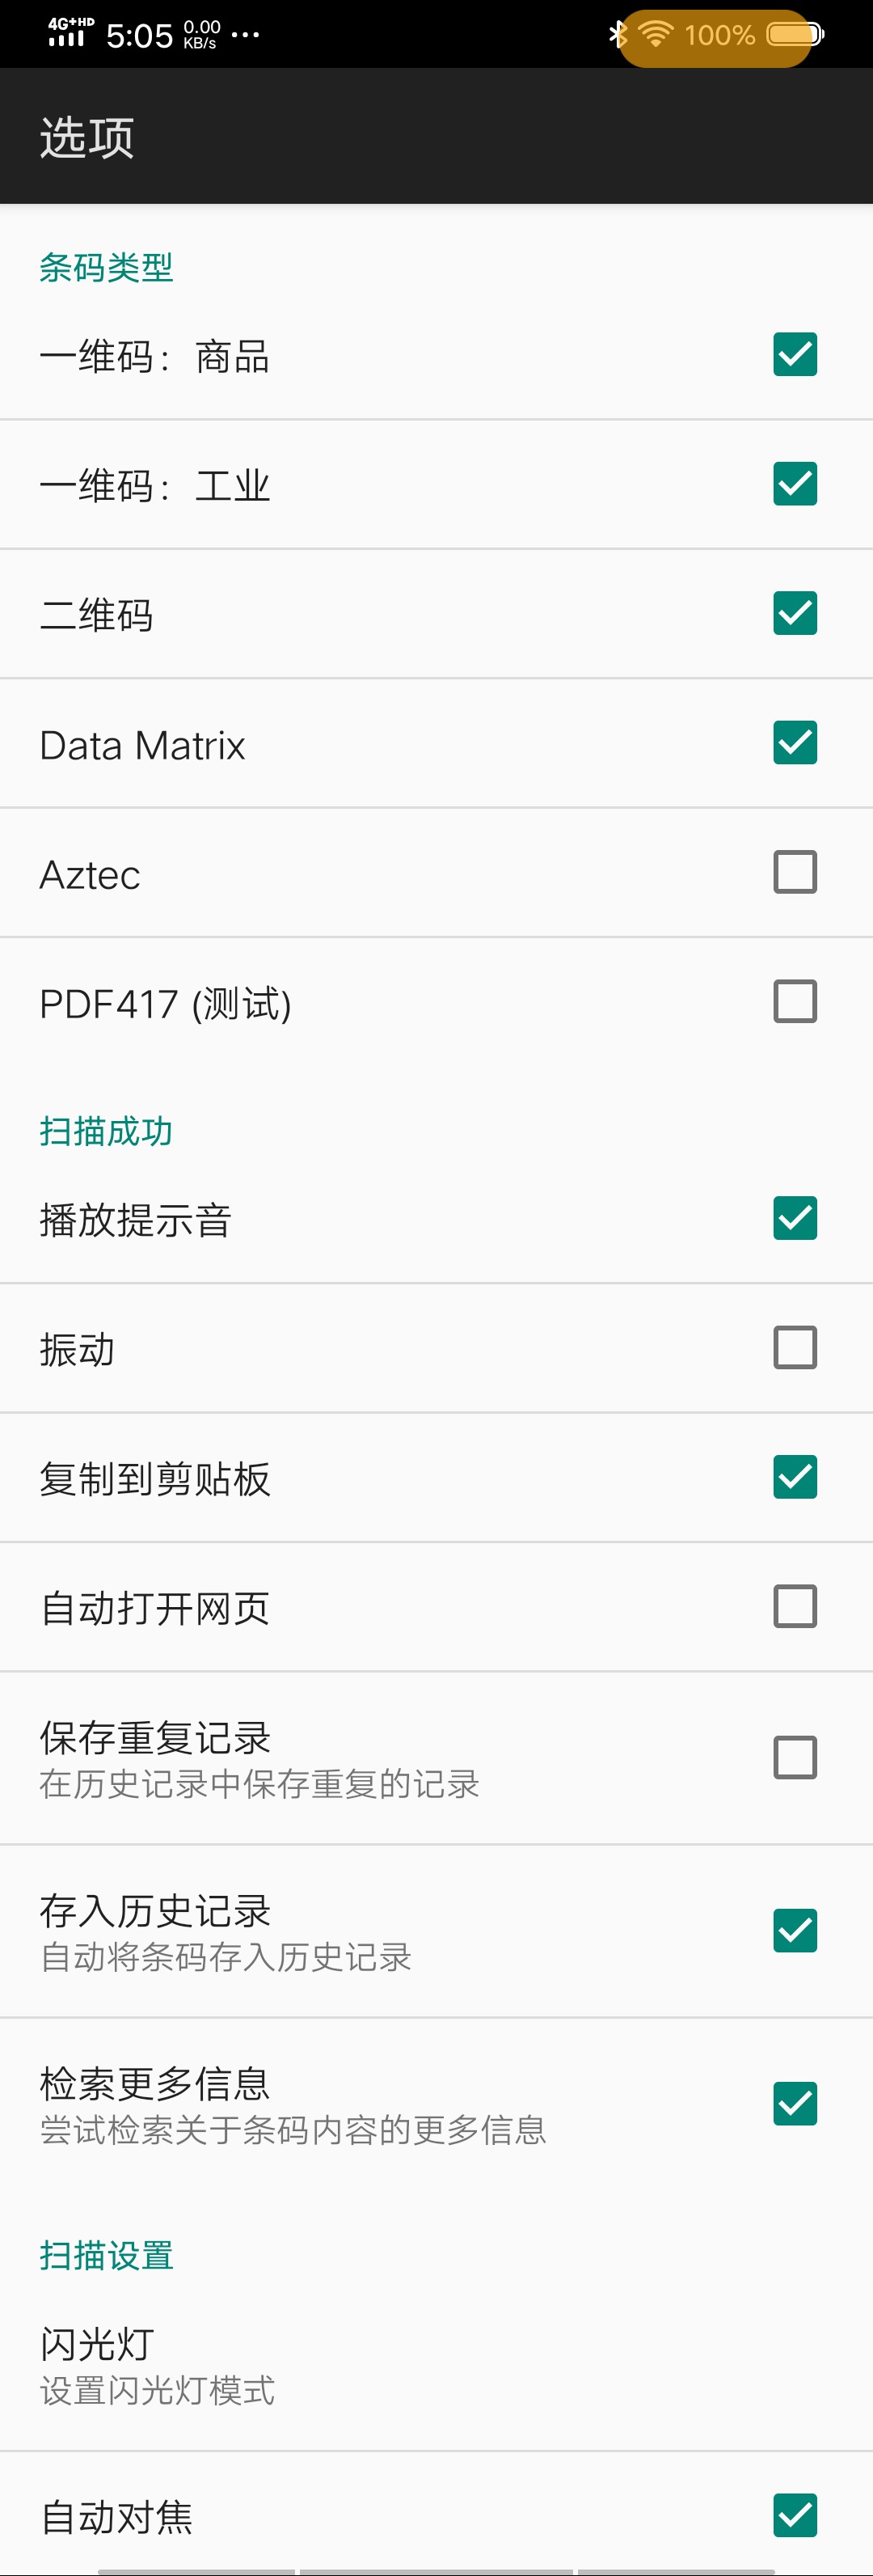 4G+HD 5:05 0.00 KB/s ... 100%
选项
条码类型
一维码：商品
一维码：工业
二维码
Data Matrix
Aztec
PDF417 (测试)
扫描成功
播放提示音
振动
复制到剪贴板
自动打开网页
保存重复记录
在历史记录中保存重复的记录
存入历史记录
自动将条码存入历史记录
检索更多信息
尝试检索关于条码内容的更多信息
扫描设置
闪光灯
设置闪光灯模式
自动对焦